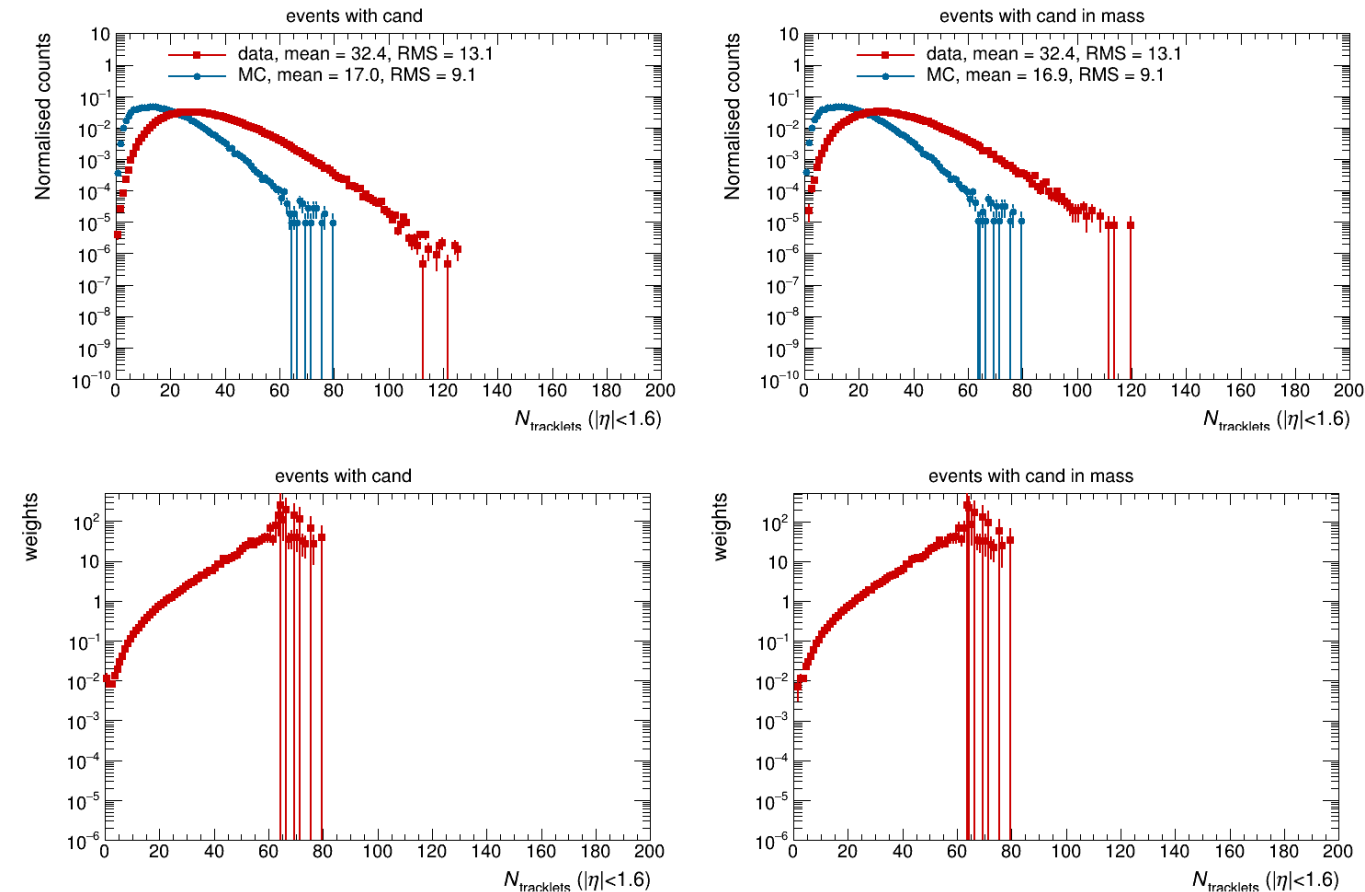 events with cand
Normalised counts
data, mean = 32.4, RMS = 13.1
MC, mean = 17.0, RMS = 9.1
10
1
10⁻¹
10⁻²
10⁻³
10⁻⁴
10⁻⁵
10⁻⁶
10⁻⁷
10⁻⁸
10⁻⁹
10⁻¹⁰
0 20 40 60 80 100 120 140 160 180 200
N_tracklets (|η|<1.6)
events with cand in mass
Normalised counts
data, mean = 32.4, RMS = 13.1
MC, mean = 16.9, RMS = 9.1
10
1
10⁻¹
10⁻²
10⁻³
10⁻⁴
10⁻⁵
10⁻⁶
10⁻⁷
10⁻⁸
10⁻⁹
10⁻¹⁰
0 20 40 60 80 100 120 140 160 180 200
N_tracklets (|η|<1.6)
events with cand
weights
10²
10
1
10⁻¹
10⁻²
10⁻³
10⁻⁴
10⁻⁵
10⁻⁶
0 20 40 60 80 100 120 140 160 180 200
N_tracklets (|η|<1.6)
events with cand in mass
weights
10²
10
1
10⁻¹
10⁻²
10⁻³
10⁻⁴
10⁻⁵
10⁻⁶
0 20 40 60 80 100 120 140 160 180 200
N_tracklets (|η|<1.6)